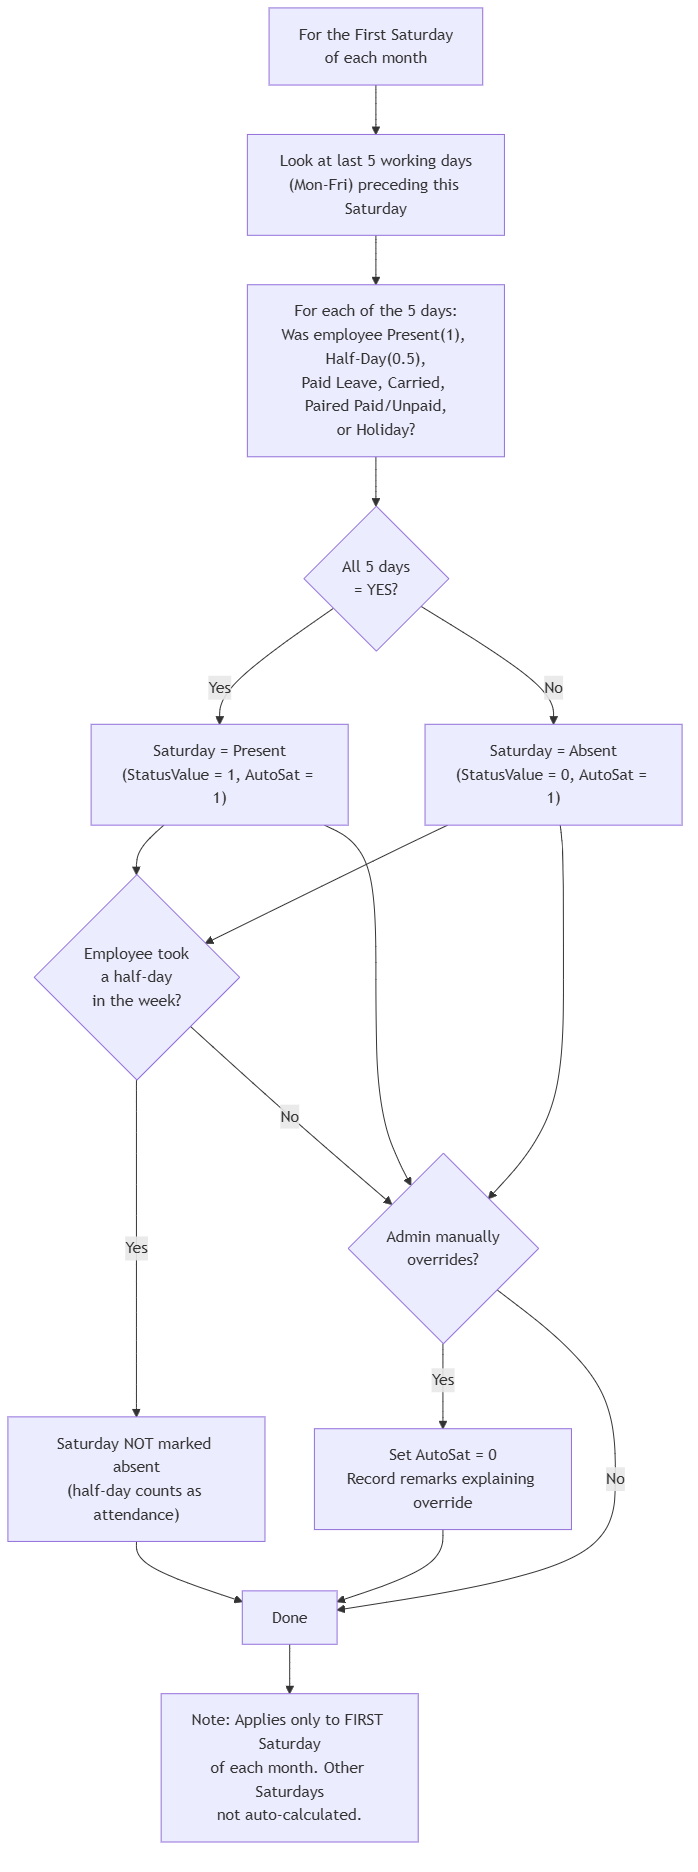 For the First Saturday
of each month
Look at last 5 working days
(Mon-Fri) preceding this
Saturday
For each of the 5 days:
Was employee Present(1),
Half-Day(0.5),
Paid Leave, Carried,
Paired Paid/Unpaid,
or Holiday?
All 5 days
= YES?
Yes
No
Saturday = Present
(StatusValue = 1, AutoSat =
1)
Saturday = Absent
(StatusValue = 0, AutoSat =
1)
Employee took
a half-day
in the week?
No
Admin manually
overrides?
Yes
Yes
No
Saturday NOT marked
absent
(half-day counts as
attendance)
Set AutoSat = 0
Record remarks explaining
override
Done
Note: Applies only to FIRST
Saturday
of each month. Other
Saturdays
not auto-calculated.